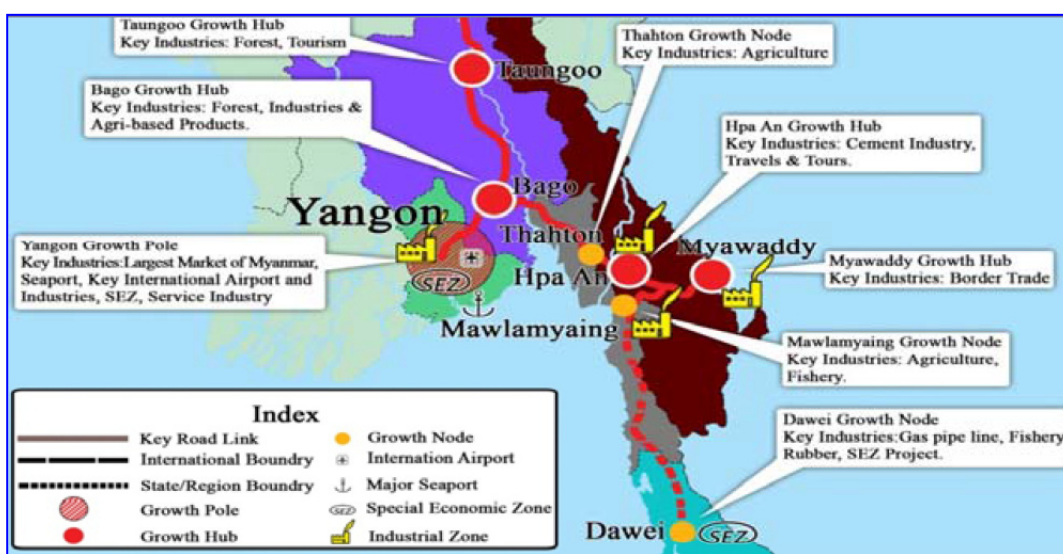 Taungoo Growth Hub
Key Industries: Forest, Tourism
Thahton Growth Node
Key Industries: Agriculture
Taungoo
Bago Growth Hub
Key Industries: Forest, Industries &
Agri-based Products.
Hpa An Growth Hub
Key Industries: Cement Industry,
Travels & Tours.
Bago
Yangon
Thahton
Myawaddy
Yangon Growth Pole
Key Industries:Largest Market of Myanmar,
Seaport, Key International Airport and
Industries, SEZ, Service Industry
SEZ
Hpa An
Myawaddy Growth Hub
Key Industries: Border Trade
Mawlamyaing
Mawlamyaing Growth Node
Key Industries: Agriculture,
Fishery.
Dawei Growth Node
Key Industries:Gas pipe line, Fishery
Rubber, SEZ Project.
Dawei
SEZ
Index
Key Road Link
International Boundry
State/Region Boundry
Growth Pole
Growth Hub
Growth Node
Internation Airport
Major Seaport
SEZ Special Economic Zone
Industrial Zone